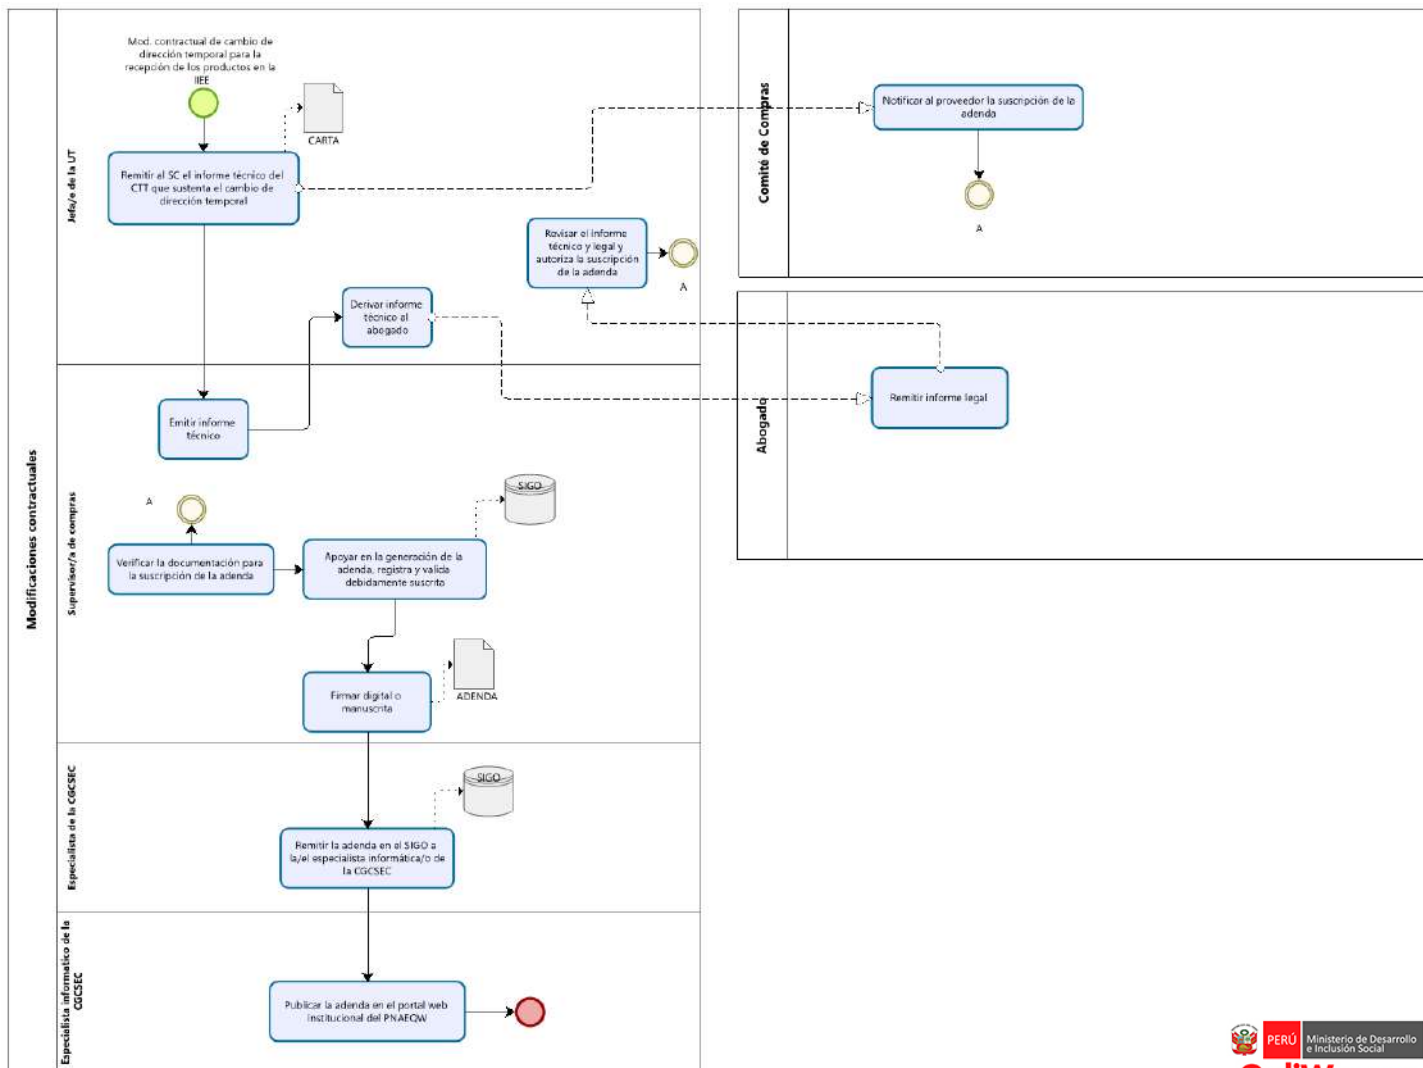 Modificaciones contractuales
Jefa/e de la UT
Mod. contractual de cambio de
dirección temporal para la
recepción de los productos en la
IIEE
CARTA
Remitir al SC el informe técnico del
CTT que sustenta el cambio de
dirección temporal
Revisar el informe
técnico y legal y
autoriza la suscripción
de la adenda
A
Derivar informe
técnico al
abogado
Supervisor/a de compras
Emitir informe
técnico
A
SIGO
Verificar la documentación para
la suscripción de la adenda
Apoyar en la generación de la
adenda, registra y valida
debidamente suscrita
Firmar digital o
manuscrita
ADENDA
Especialista de la CGCSEC
SIGO
Remitir la adenda en el SIGO a
la/el especialista informática/o de
la CGCSEC
Especialista informatico de la
CGCSEC
Publicar la adenda en el portal web
institucional del PNAEQW
Comité de Compras
Notificar al proveedor la suscripción de la
adenda
A
Abogado
Remitir informe legal
PERÚ
Ministerio de Desarrollo
e Inclusión Social